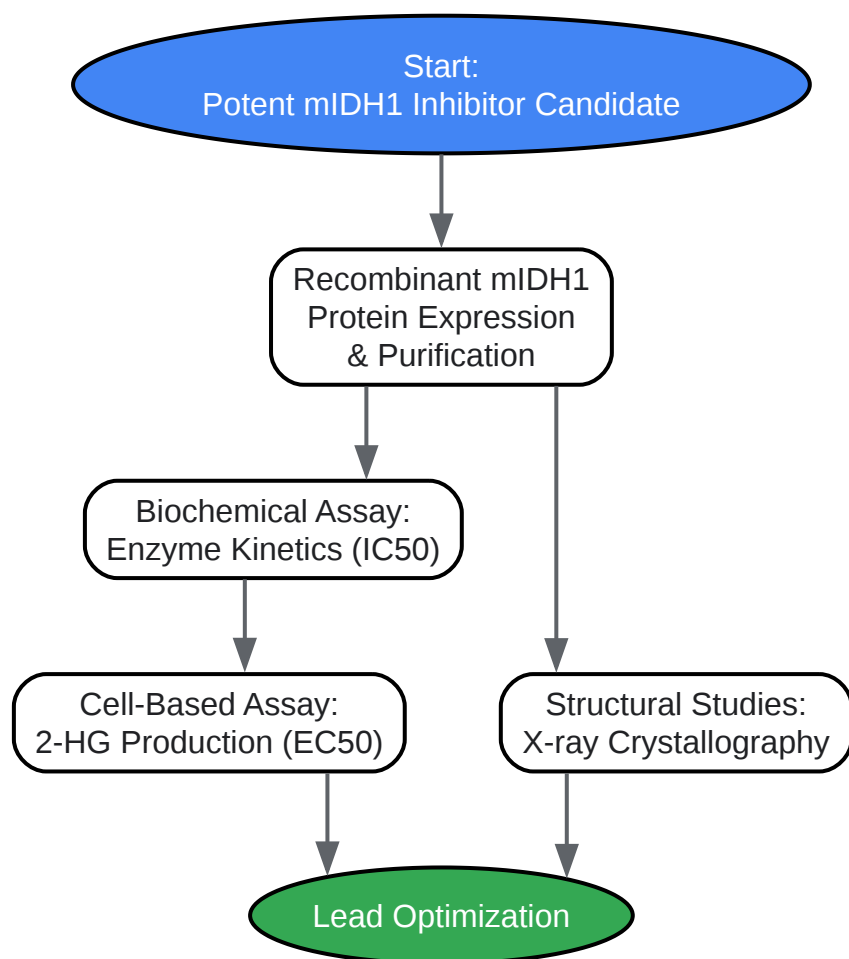 Start:
Potent mIDH1 Inhibitor Candidate
Recombinant mIDH1
Protein Expression
& Purification
Biochemical Assay:
Enzyme Kinetics (IC50)
Cell-Based Assay:
2-HG Production (EC50)
Structural Studies:
X-ray Crystallography
Lead Optimization